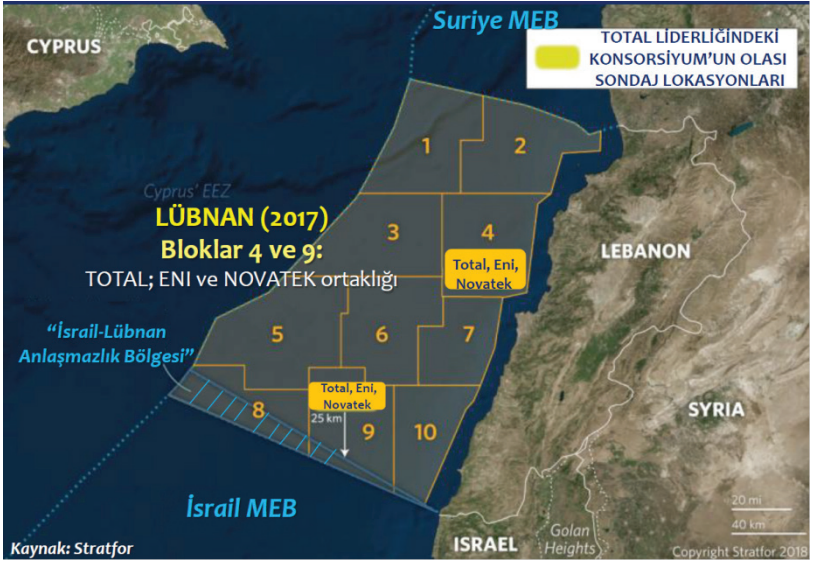 Suriye MEB
CYPRUS
TOTAL LİDERLİĞİNDEKİ
KONSORSİYUM'UN OLASI
SONDAJ LOKASYONLARI
1
2
Cyprus' EEZ
LÜBNAN (2017)
Bloklar 4 ve 9:
TOTAL; ENI ve NOVATEK ortaklığı
3
4
Total, Eni,
Novatek
LEBANON
5
6
7
"İsrail-Lübnan
Anlaşmazlık Bölgesi"
Total, Eni,
Novatek
25 km
8
9
10
SYRIA
İsrail MEB
20 mi
40 km
ISRAEL
Golan
Heights
Kaynak: Stratfor
Copyright Stratfor 2018